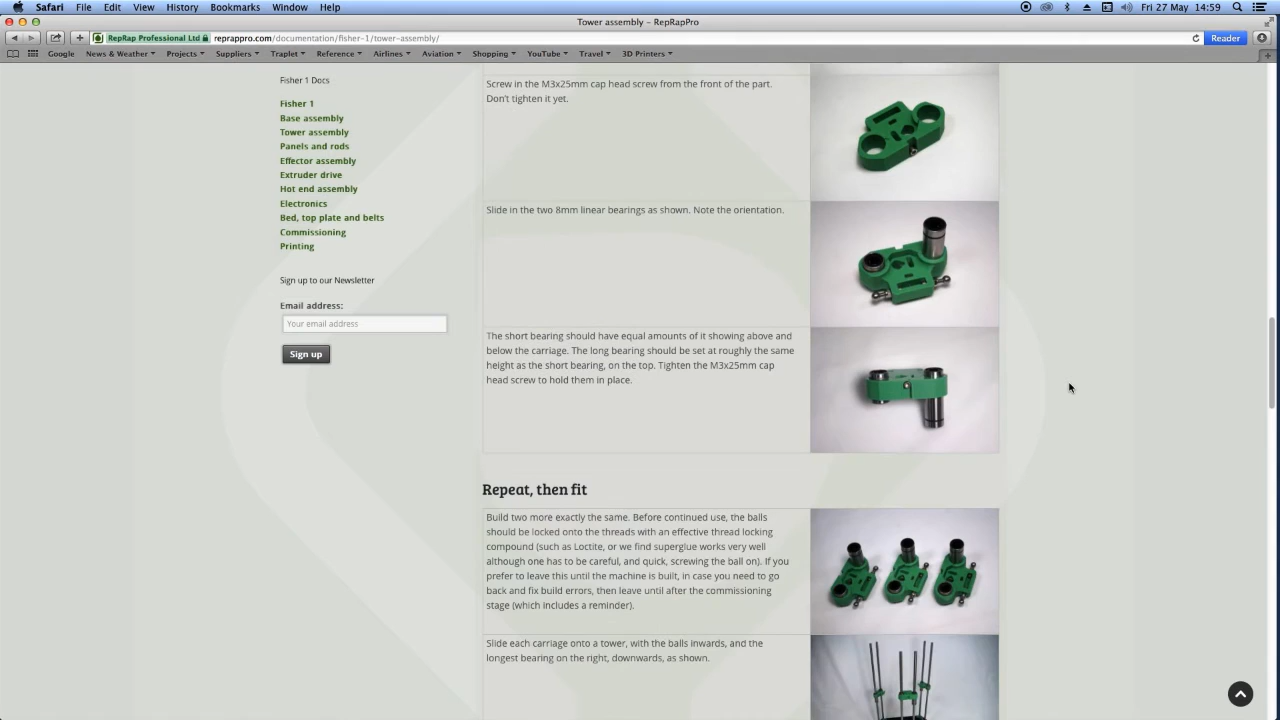 Safari File Edit View History Bookmarks Window Help
Fri 27 May 14:59
Tower assembly – RepRapPro
RepRap Professional Ltd
reprappro.com/documentation/fisher-1/tower-assembly/
Reader
Google News & Weather Projects Suppliers Traplet Reference Airlines Aviation Shopping YouTube Travel 3D Printers
Fisher 1 Docs
Fisher 1
Base assembly
Tower assembly
Panels and rods
Effector assembly
Extruder drive
Hot end assembly
Electronics
Bed, top plate and belts
Commissioning
Printing
Sign up to our Newsletter
Email address:
Your email address
Sign up
Screw in the M3x25mm cap head screw from the front of the part.
Don't tighten it yet.
Slide in the two 8mm linear bearings as shown. Note the orientation.
The short bearing should have equal amounts of it showing above and
below the carriage. The long bearing should be set at roughly the same
height as the short bearing, on the top. Tighten the M3x25mm cap
head screw to hold them in place.
Repeat, then fit
Build two more exactly the same. Before continued use, the balls
should be locked onto the threads with an effective thread locking
compound (such as Loctite, or we find superglue works very well
although one has to be careful, and quick, screwing the ball on). If you
prefer to leave this until the machine is built, in case you need to go
back and fix build errors, then leave until after the commissioning
stage (which includes a reminder).
Slide each carriage onto a tower, with the balls inwards, and the
longest bearing on the right, downwards, as shown.